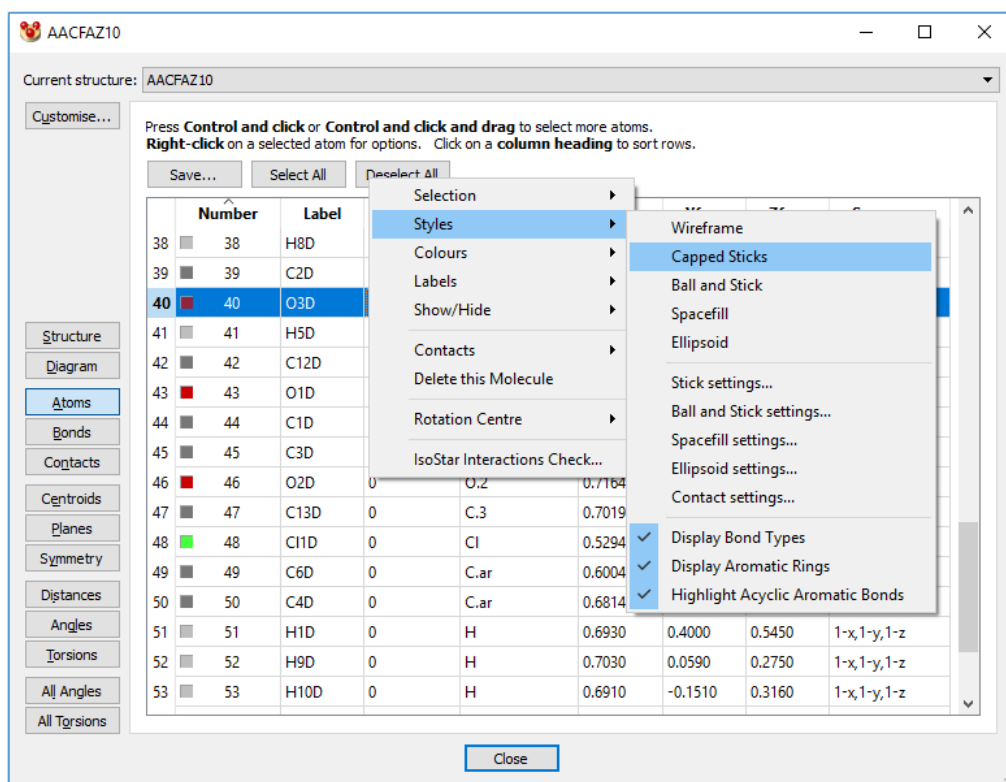 AACFAZ10
Current structure: AACFAZ10
Customise...
Press Control and click or Control and click and drag to select more atoms.
Right-click on a selected atom for options. Click on a column heading to sort rows.
Save... Select All Deselect All
Number Label
38 38 H8D
39 39 C2D
40 40 O3D
41 41 H5D
42 42 C12D
43 43 O1D
44 44 C1D
45 45 C3D
46 46 O2D 0 O.2 0.7164
47 47 C13D 0 C.3 0.7019
48 48 Cl1D 0 Cl 0.5294
49 49 C6D 0 C.ar 0.6004
50 50 C4D 0 C.ar 0.6814
51 51 H1D 0 H 0.6930 0.4000 0.5450 1-x,1-y,1-z
52 52 H9D 0 H 0.7030 0.0590 0.2750 1-x,1-y,1-z
53 53 H10D 0 H 0.6910 -0.1510 0.3160 1-x,1-y,1-z
Selection
Styles
Colours
Labels
Show/Hide
Contacts
Delete this Molecule
Rotation Centre
IsoStar Interactions Check...
Wireframe
Capped Sticks
Ball and Stick
Spacefill
Ellipsoid
Stick settings...
Ball and Stick settings...
Spacefill settings...
Ellipsoid settings...
Contact settings...
Display Bond Types
Display Aromatic Rings
Highlight Acyclic Aromatic Bonds
Structure
Diagram
Atoms
Bonds
Contacts
Centroids
Planes
Symmetry
Distances
Angles
Torsions
All Angles
All Torsions
Close